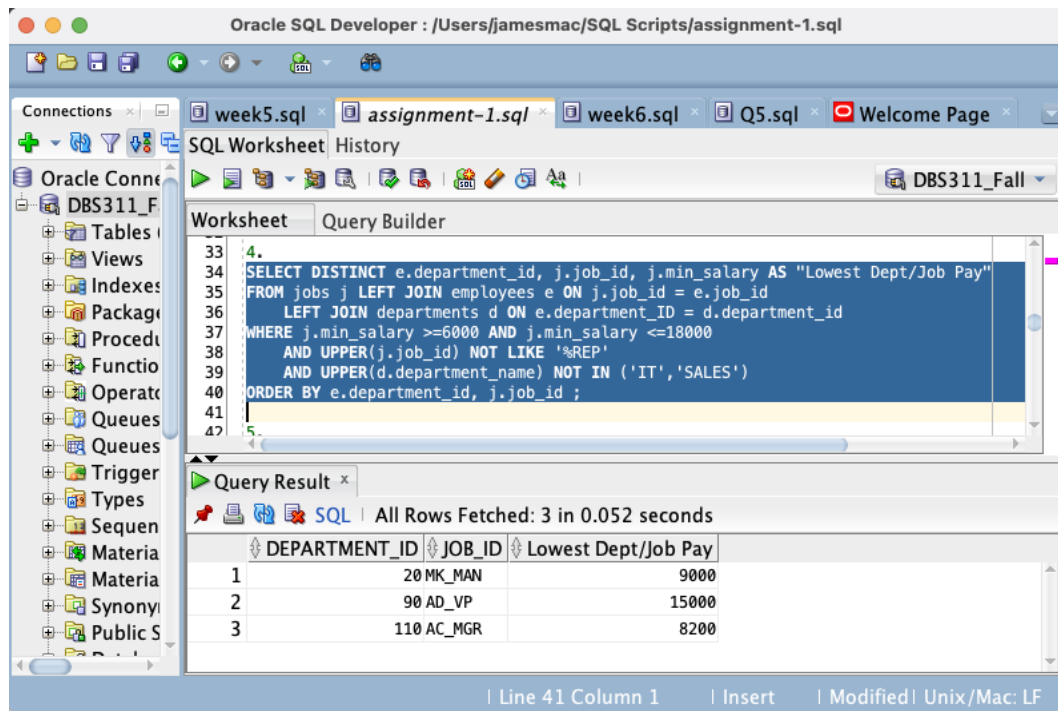 Oracle SQL Developer : /Users/jamesmac/SQL Scripts/assignment-1.sql
Connections
week5.sql
assignment-1.sql
week6.sql
Q5.sql
Welcome Page
SQL Worksheet History
Oracle Conne
DBS311_F
Tables (
Views
Indexes
Package
Procedu
Functio
Operato
Queues
Queues
Trigger
Types
Sequen
Materia
Materia
Synony
Public S
DBS311_Fall
Worksheet Query Builder
33 4.
34 SELECT DISTINCT e.department_id, j.job_id, j.min_salary AS "Lowest Dept/Job Pay"
35 FROM jobs j LEFT JOIN employees e ON j.job_id = e.job_id
36 LEFT JOIN departments d ON e.department_ID = d.department_id
37 WHERE j.min_salary >=6000 AND j.min_salary <=18000
38 AND UPPER(j.job_id) NOT LIKE '%REP'
39 AND UPPER(d.department_name) NOT IN ('IT','SALES')
40 ORDER BY e.department_id, j.job_id ;
41
42 5.
Query Result
SQL All Rows Fetched: 3 in 0.052 seconds
DEPARTMENT_ID JOB_ID Lowest Dept/Job Pay
1 20 MK_MAN 9000
2 90 AD_VP 15000
3 110 AC_MGR 8200
Line 41 Column 1 Insert Modified Unix/Mac: LF